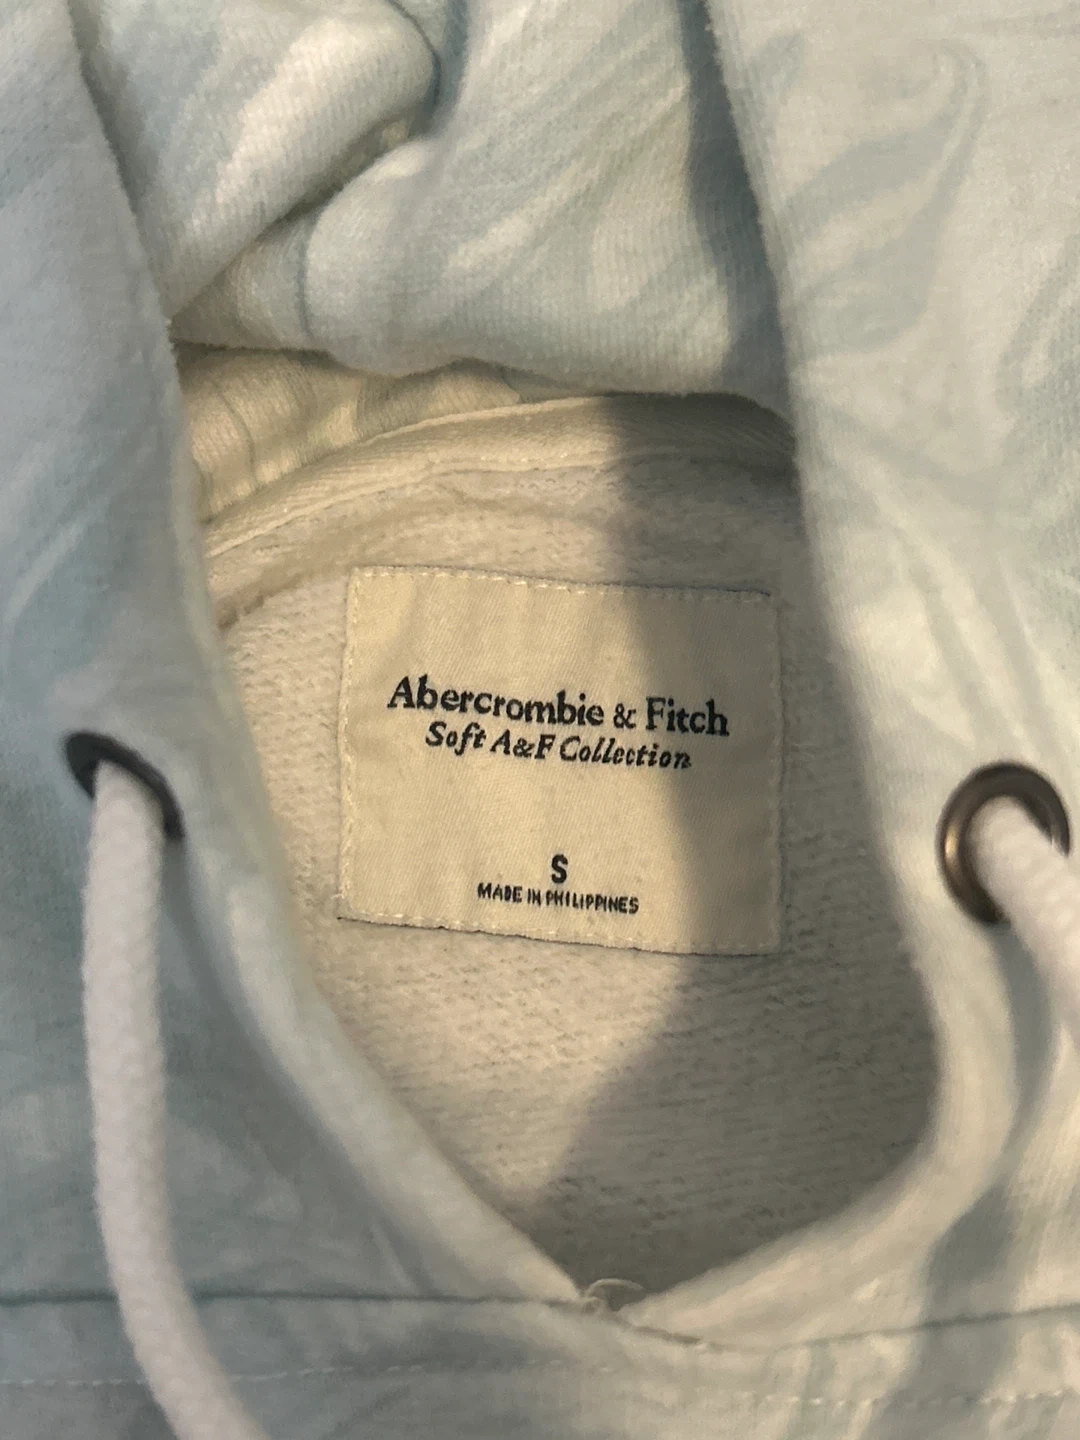 Abercrombie & Fitch
Soft A&F Collection
S
MADE IN PHILIPPINES